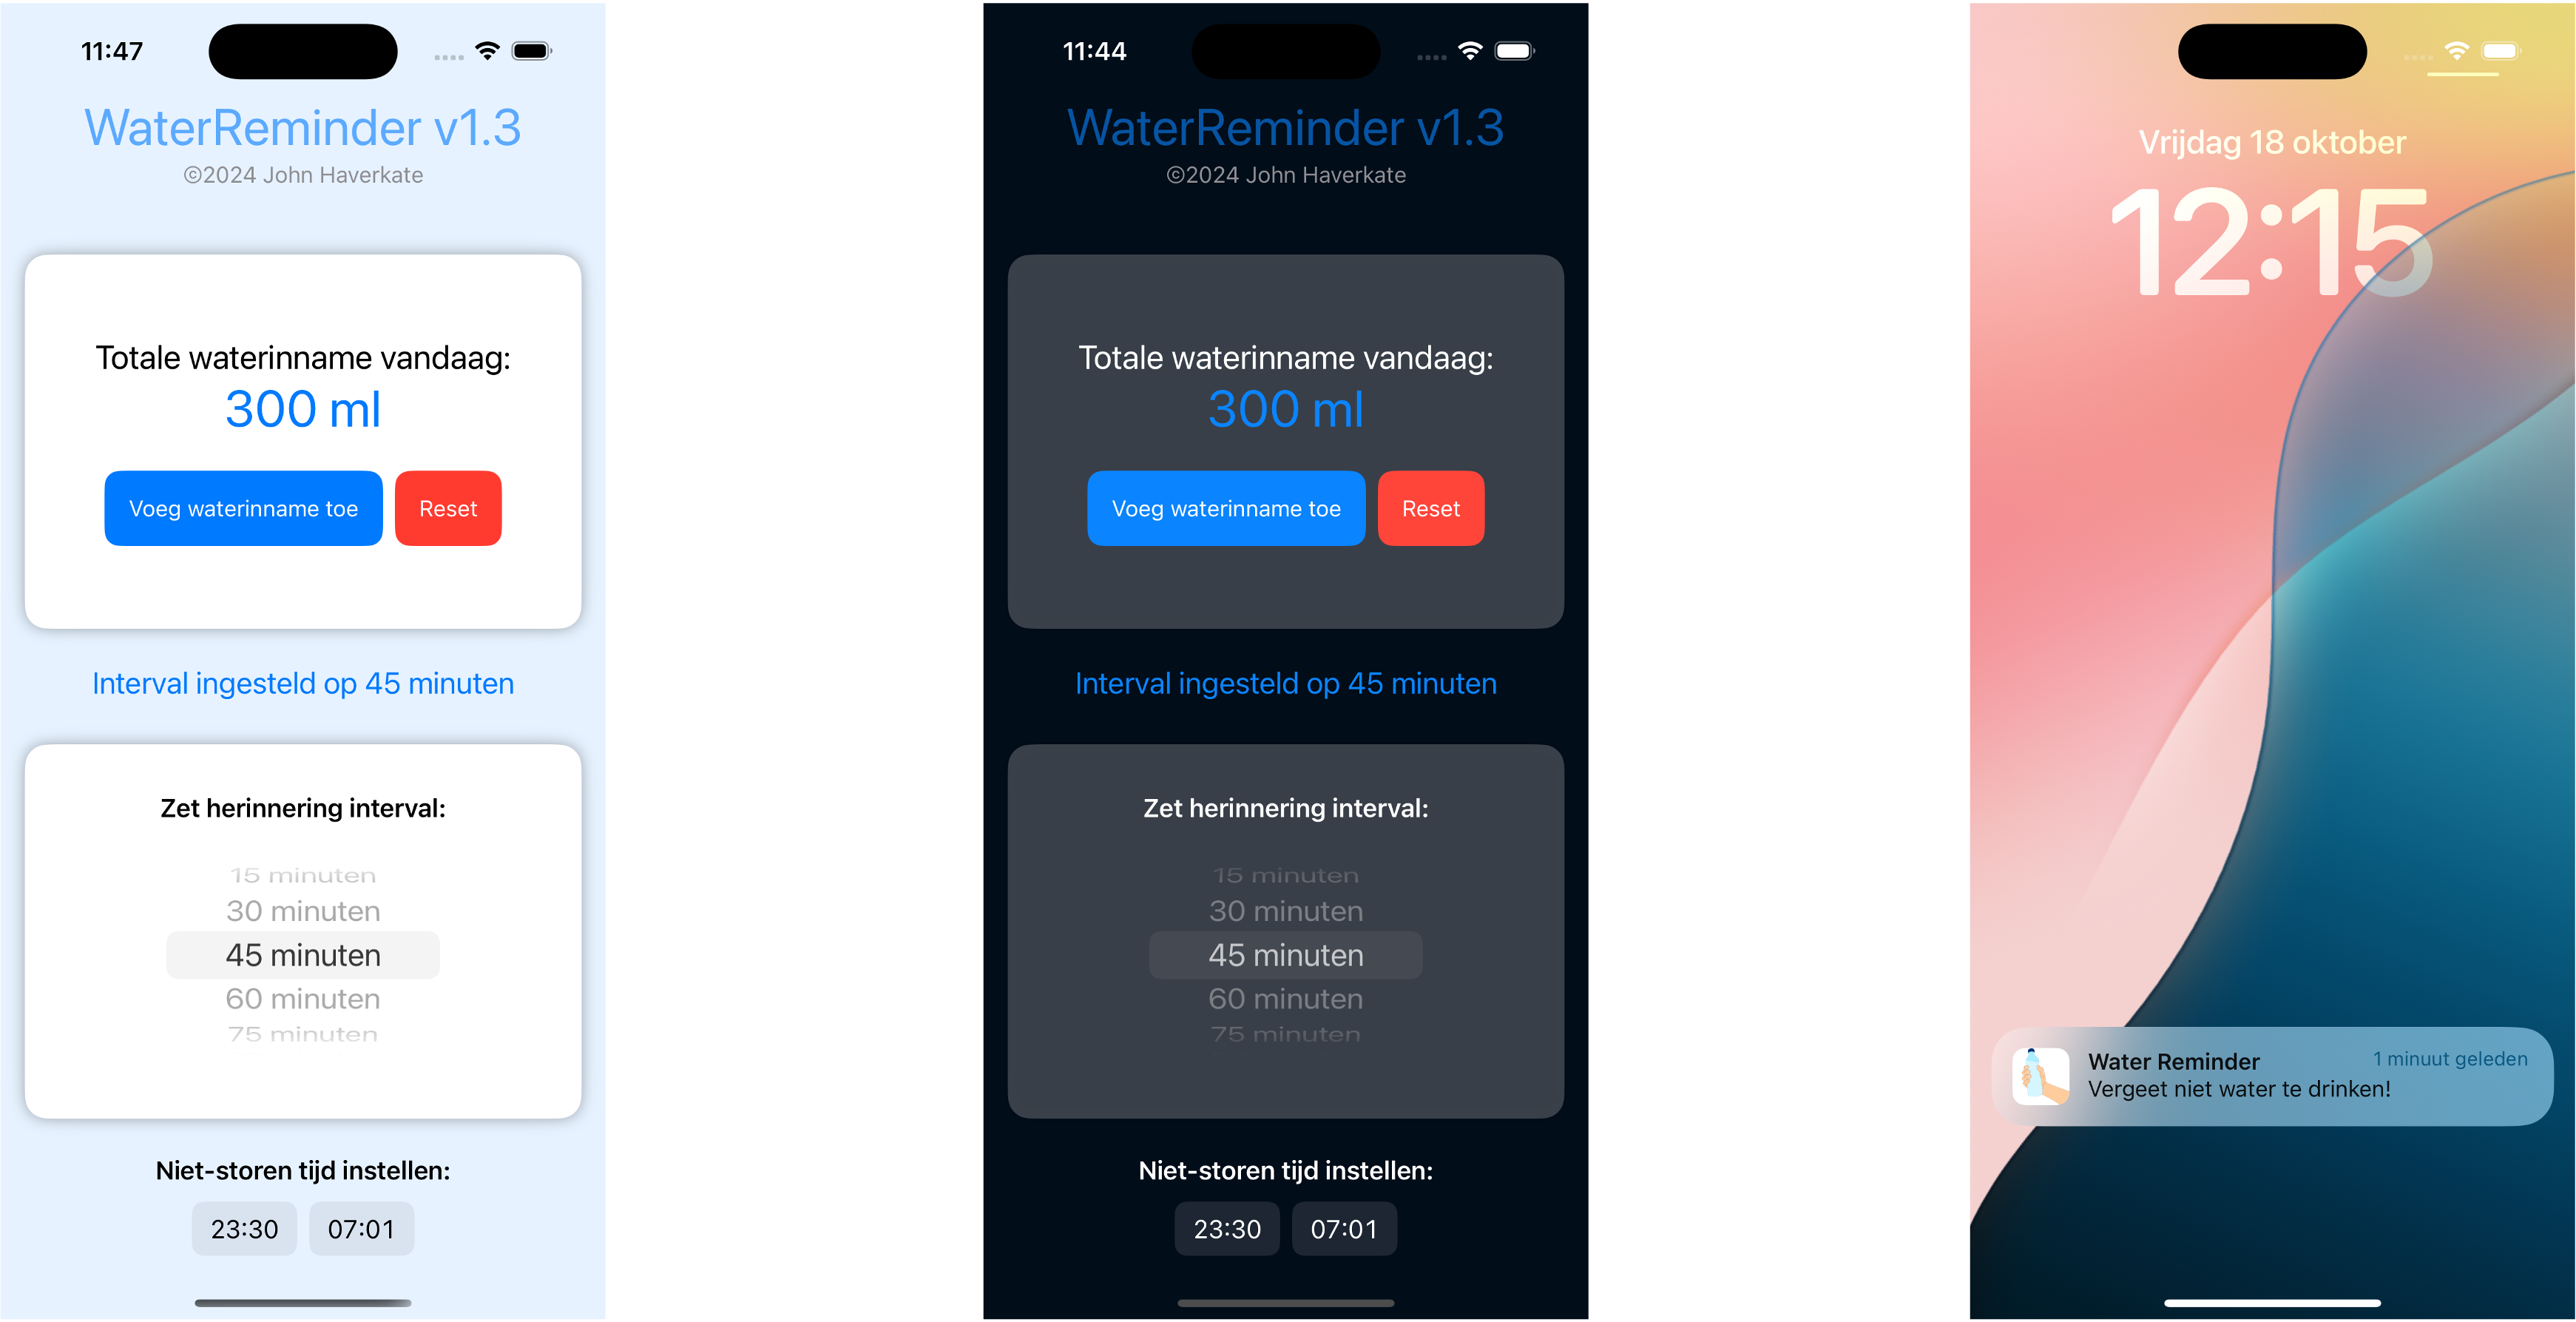 11:47
WaterReminder v1.3
©2024 John Haverkate
Totale waterinname vandaag:
300 ml
Voeg waterinname toe
Reset
Interval ingesteld op 45 minuten
Zet herinnering interval:
15 minuten
30 minuten
45 minuten
60 minuten
75 minuten
Niet-storen tijd instellen:
23:30
07:01
11:44
WaterReminder v1.3
©2024 John Haverkate
Totale waterinname vandaag:
300 ml
Voeg waterinname toe
Reset
Interval ingesteld op 45 minuten
Zet herinnering interval:
15 minuten
30 minuten
45 minuten
60 minuten
75 minuten
Niet-storen tijd instellen:
23:30
07:01
Vrijdag 18 oktober
12:15
Water Reminder
1 minuut geleden
Vergeet niet water te drinken!